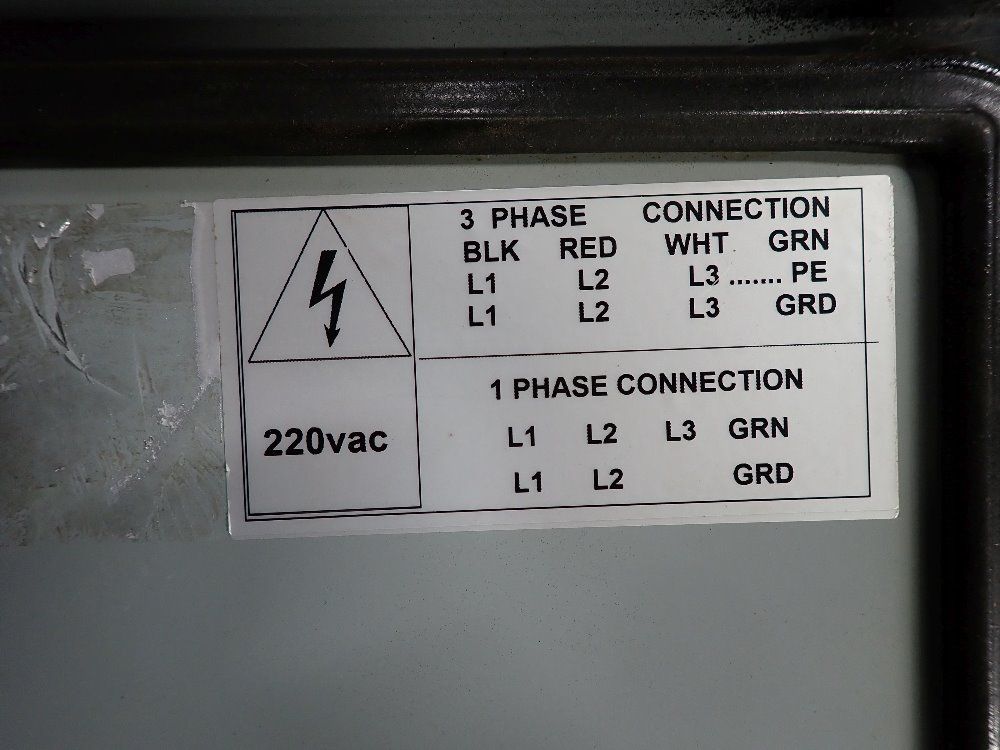 3 PHASE CONNECTION
BLK RED WHT GRN
L1 L2 L3 ....... PE
L1 L2 L3 GRD
1 PHASE CONNECTION
220vac
L1 L2 L3 GRN
L1 L2 GRD